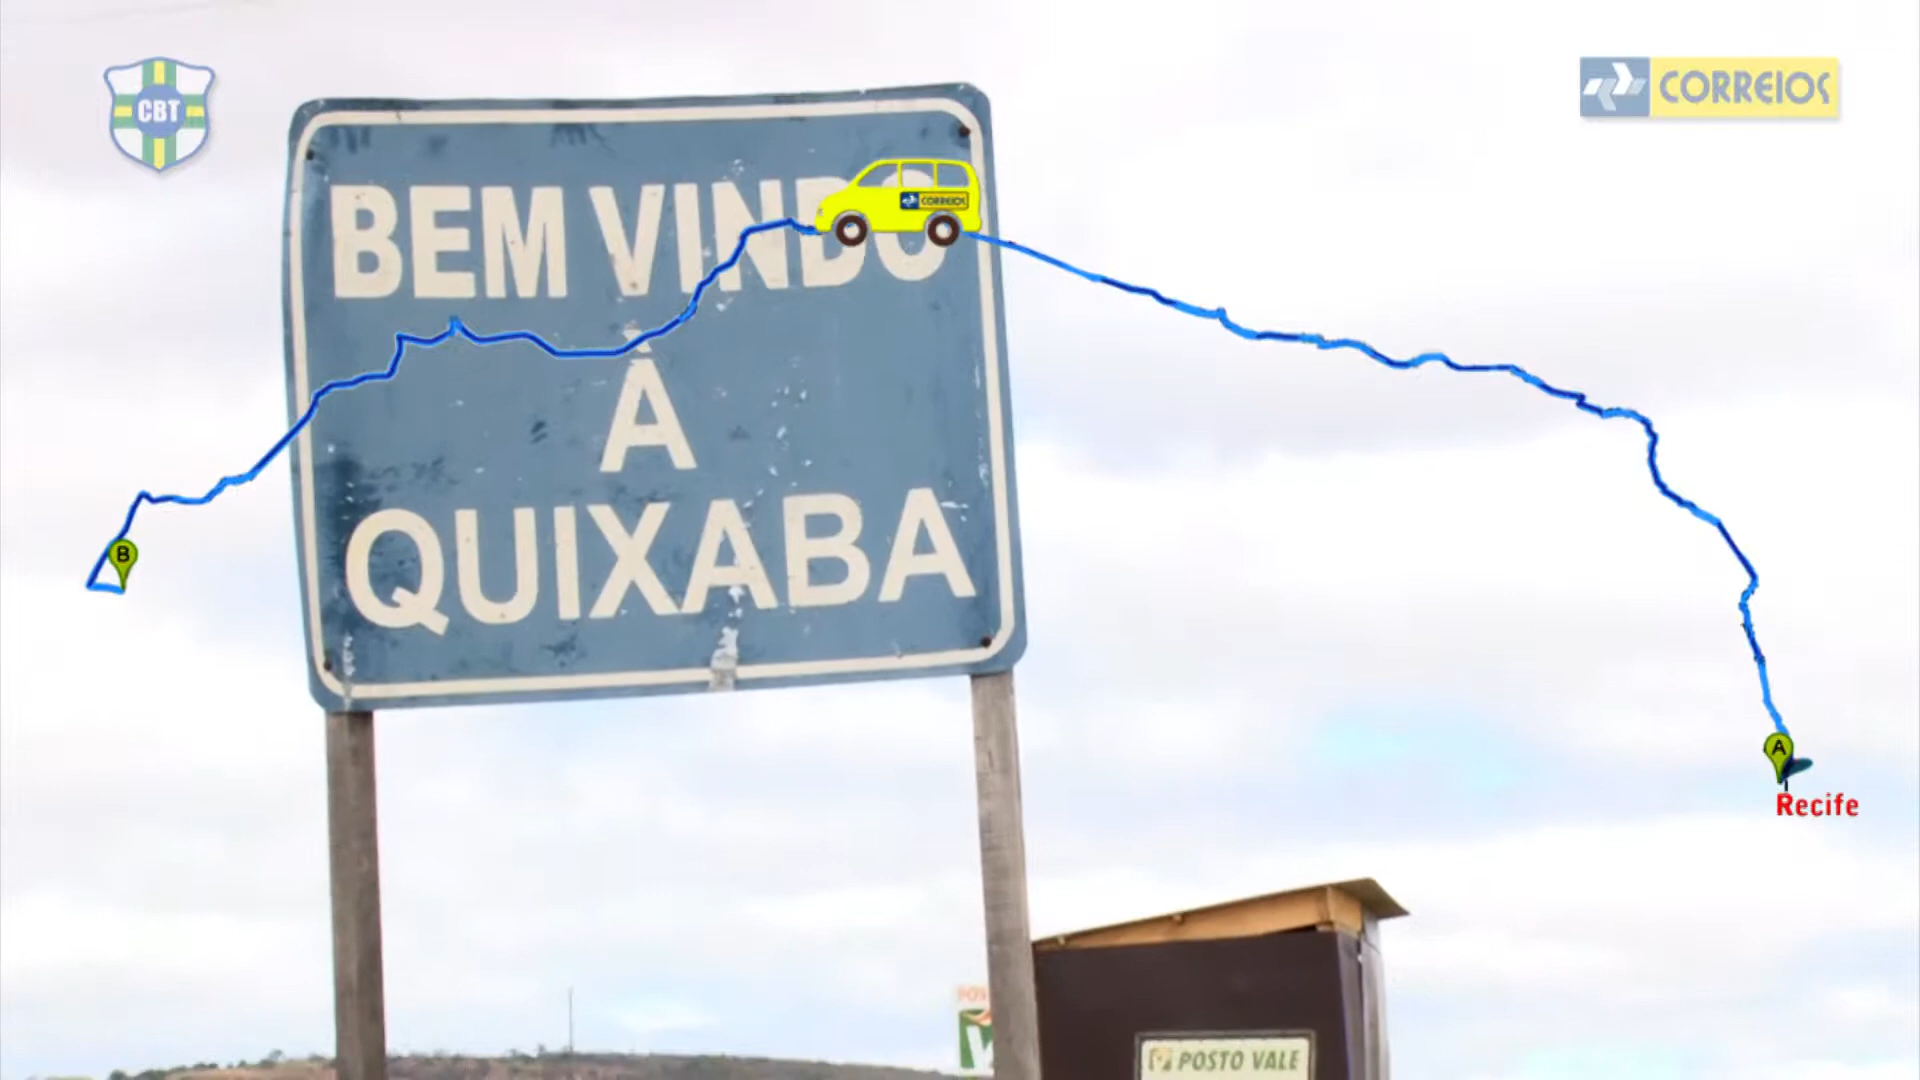 CBT
CORREIOS
BEM VINDO
À
QUIXABA
CORREIOS
B
A
Recife
POSTO VALE